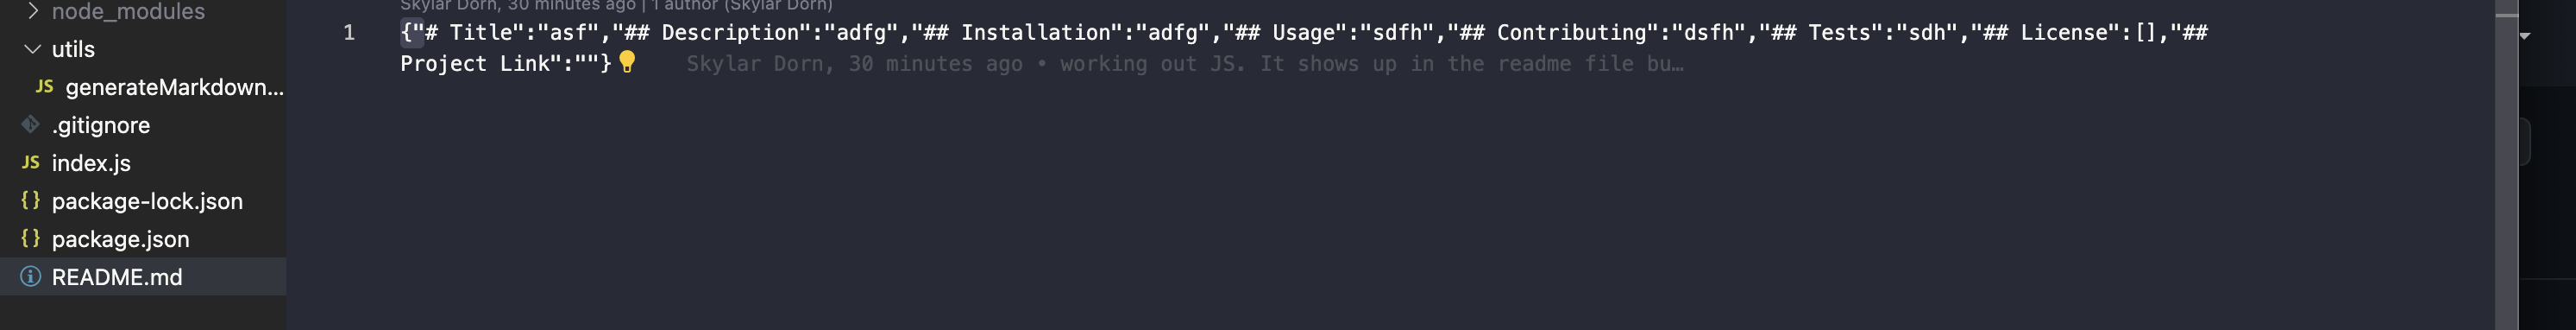 node_modules
utils
JS generateMarkdown...
.gitignore
JS index.js
{} package-lock.json
{} package.json
README.md
Skylar Dorn, 30 minutes ago | 1 author (Skylar Dorn)
1 {"# Title":"asf","## Description":"adfg","## Installation":"adfg","## Usage":"sdfh","## Contributing":"dsfh","## Tests":"sdh","## License":[],"##
Project Link":""} Skylar Dorn, 30 minutes ago • working out JS. It shows up in the readme file bu…